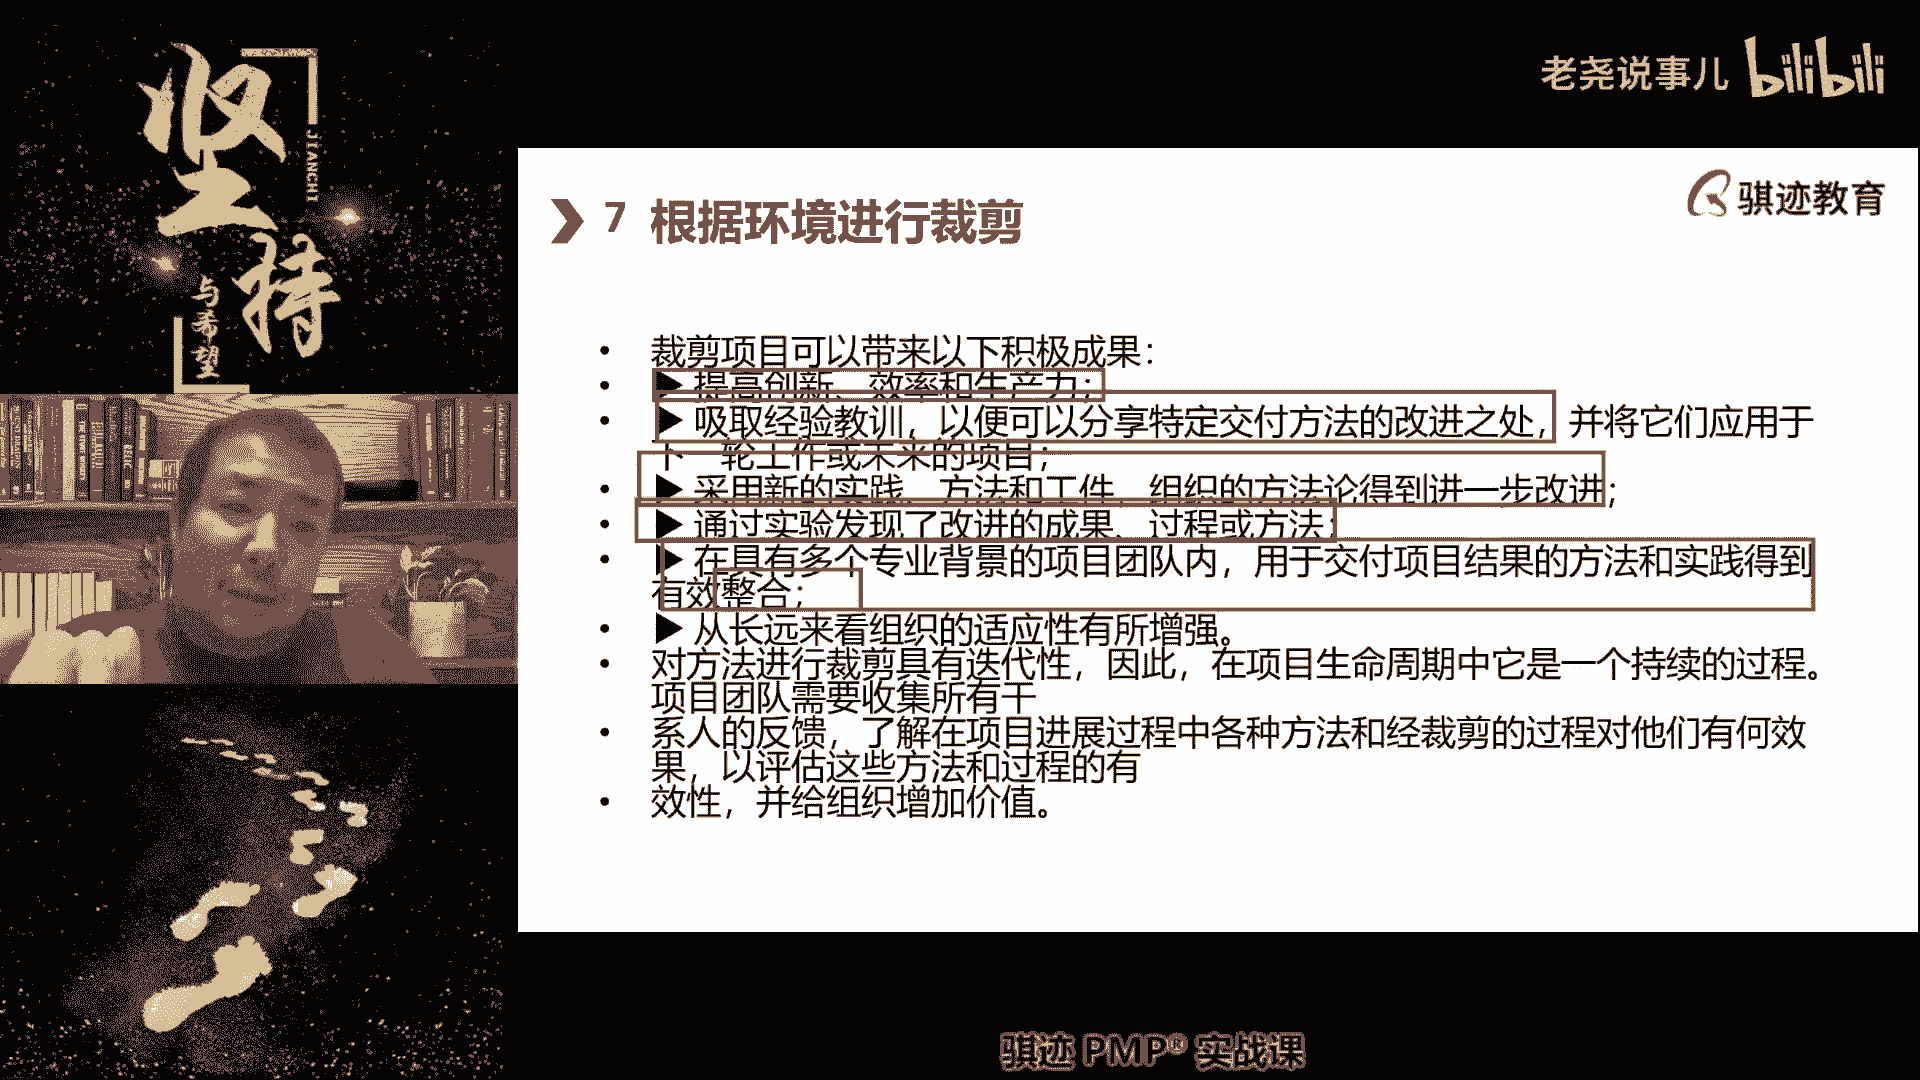 坚持
JIANCHI
与希望
老尧说事儿 bilibili
骐迹教育
7 根据环境进行裁剪
• 裁剪项目可以带来以下积极成果：
• ▶ 提高创新、效率和生产力；
• ▶ 吸取经验教训，以便可以分享特定交付方法的改进之处，并将它们应用于
下一轮工作或未来的项目；
• ▶ 采用新的实践、方法和工件，组织的方法论得到进一步改进；
• ▶ 通过实验发现了改进的成果、过程或方法；
• ▶ 在具有多个专业背景的项目团队内，用于交付项目结果的方法和实践得到
有效整合；
• ▶ 从长远来看组织的适应性有所增强。
• 对方法进行裁剪具有迭代性，因此，在项目生命周期中它是一个持续的过程。
项目团队需要收集所有干
• 系人的反馈，了解在项目进展过程中各种方法和经裁剪的过程对他们有何效
果，以评估这些方法和过程的有
• 效性，并给组织增加价值。
骐迹 PMP® 实战课